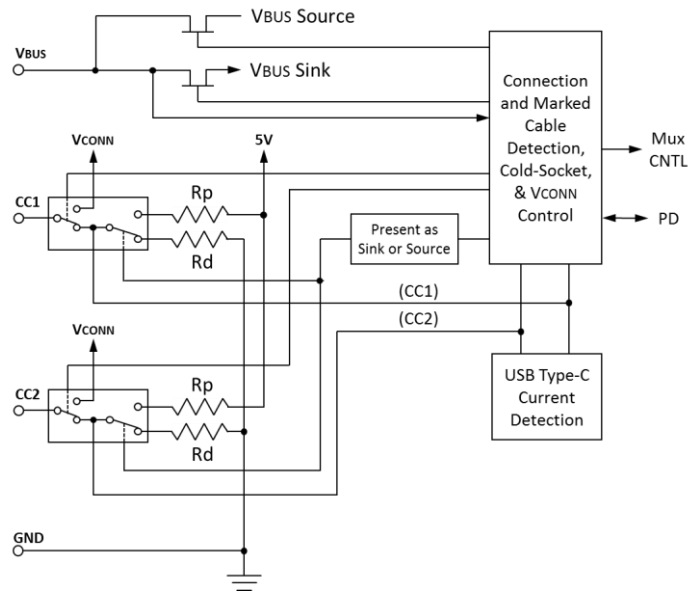 VBUS Source
VBUS
VBUS Sink
Connection
and Marked
Cable
Detection,
Cold-Socket,
& VCONN
Control
Mux
CNTL
PD
VCONN
5V
CC1
Rp
Rd
Present as
Sink or Source
(CC1)
(CC2)
VCONN
CC2
Rp
Rd
USB Type-C
Current
Detection
GND